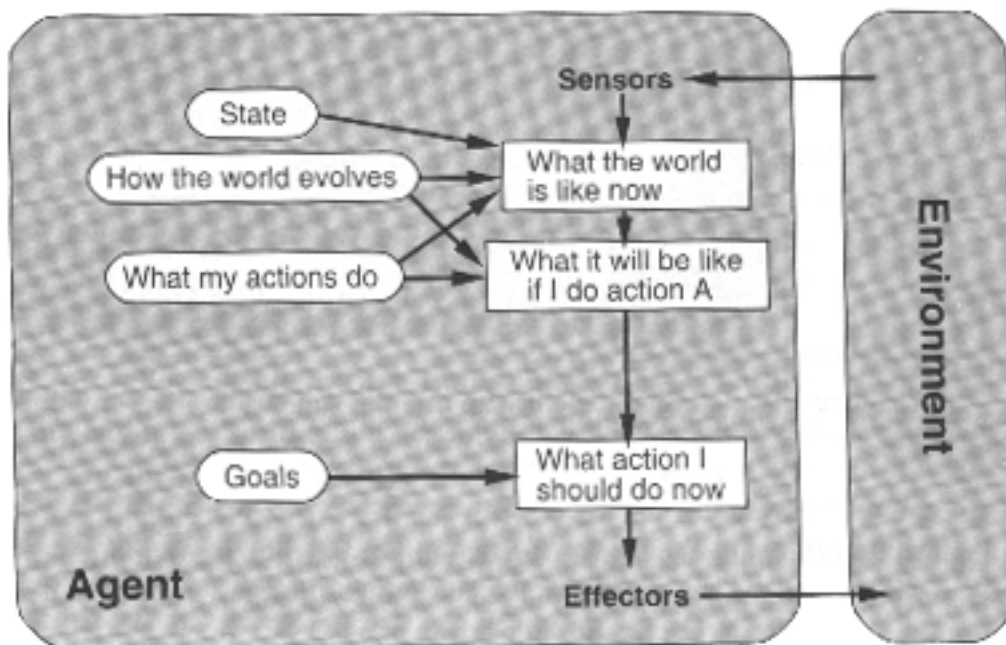 Sensors
State
What the world
is like now
How the world evolves
What my actions do
What it will be like
if I do action A
Environment
Goals
What action I
should do now
Agent
Effectors